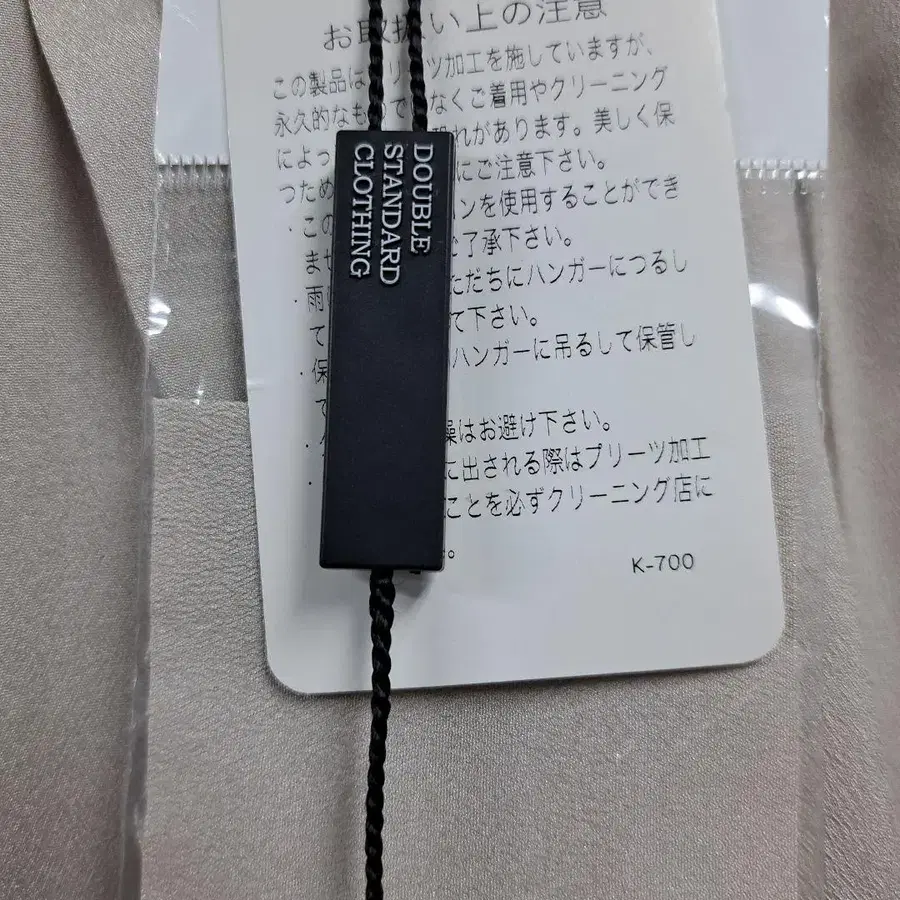 お取扱い上の注意
この製品は リーツ加工を施していますが、
永久的なもので なくご着用やクリーニング
によっ れがあります。美しく保
つため にご注意下さい。
・この ンを使用することができ
ませ 了承下さい。
・雨 ただちにハンガーにつるし
て て下さい。
・保 ハンガーに吊るして保管し
て
燥はお避け下さい。
・ に出される際はプリーツ加工
ことを必ずクリーニング店に
。
K-700
DOUBLE
STANDARD
CLOTHING